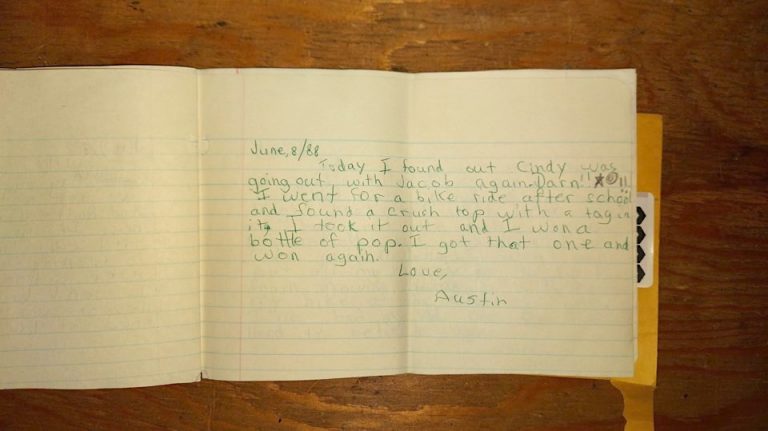 June, 8/88
Today I found out Cindy was
going out with Jacob again. Darn!! ★@!!
I went for a bike ride after school
and found a crush top with a tag in
it, I took it out and I won a
bottle of pop. I got that one and
won again.
Love,
Austin